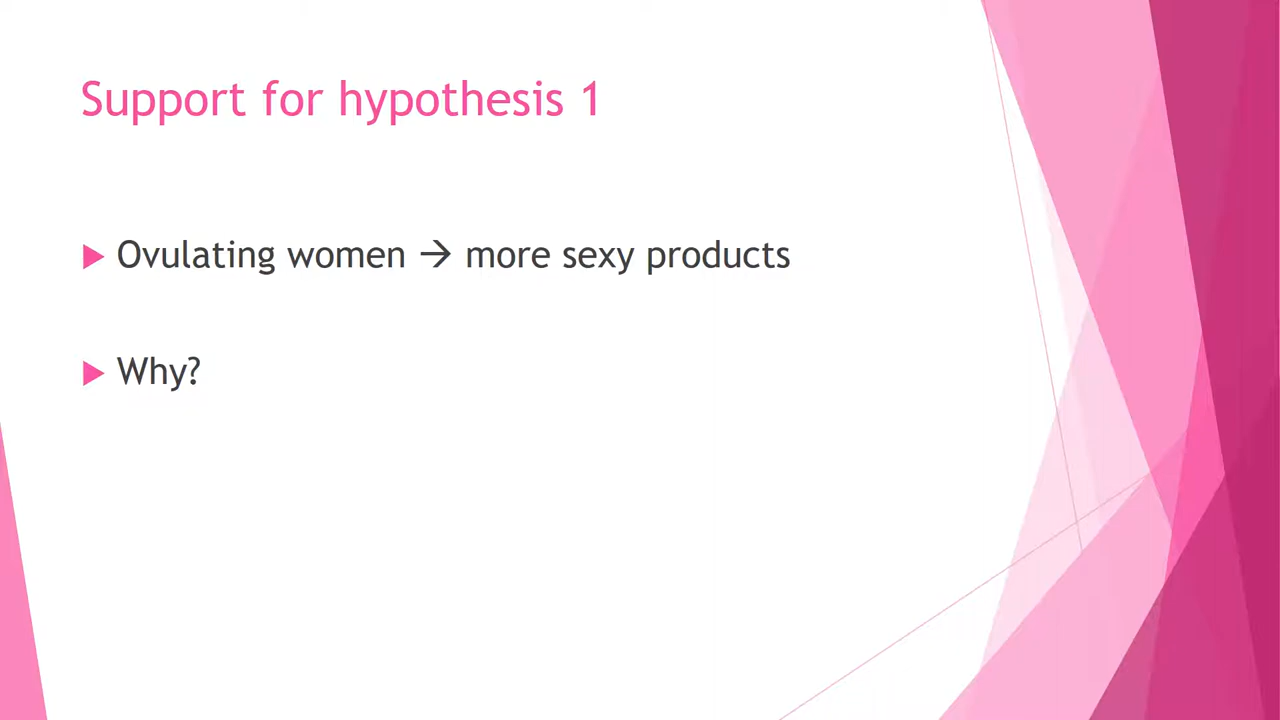 Support for hypothesis 1
Ovulating women → more sexy products
Why?